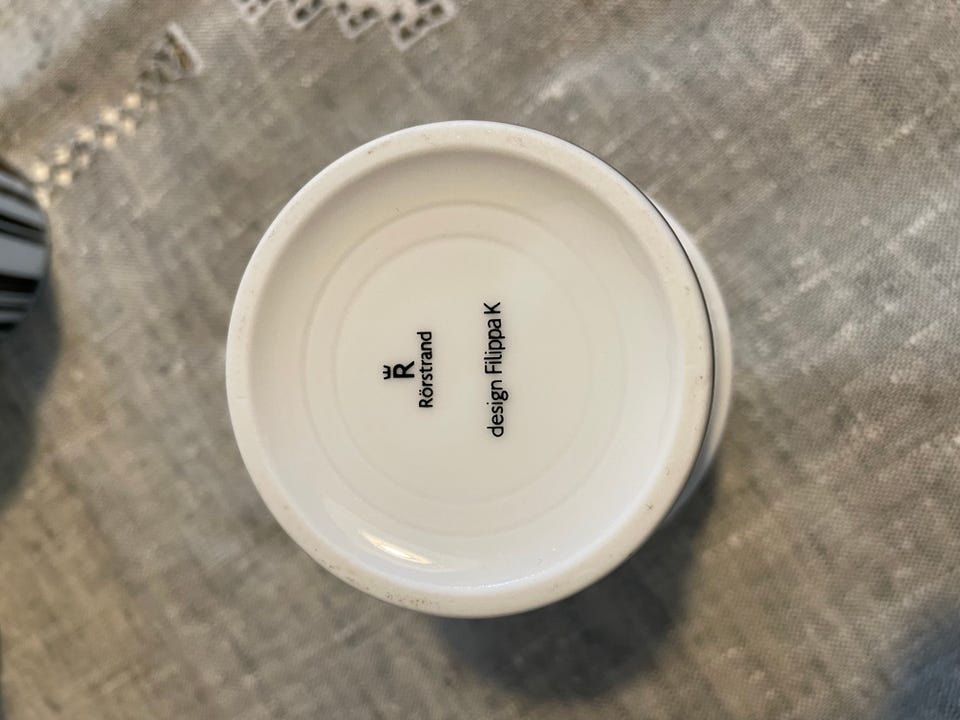 R
Rörstrand
design Filippa K